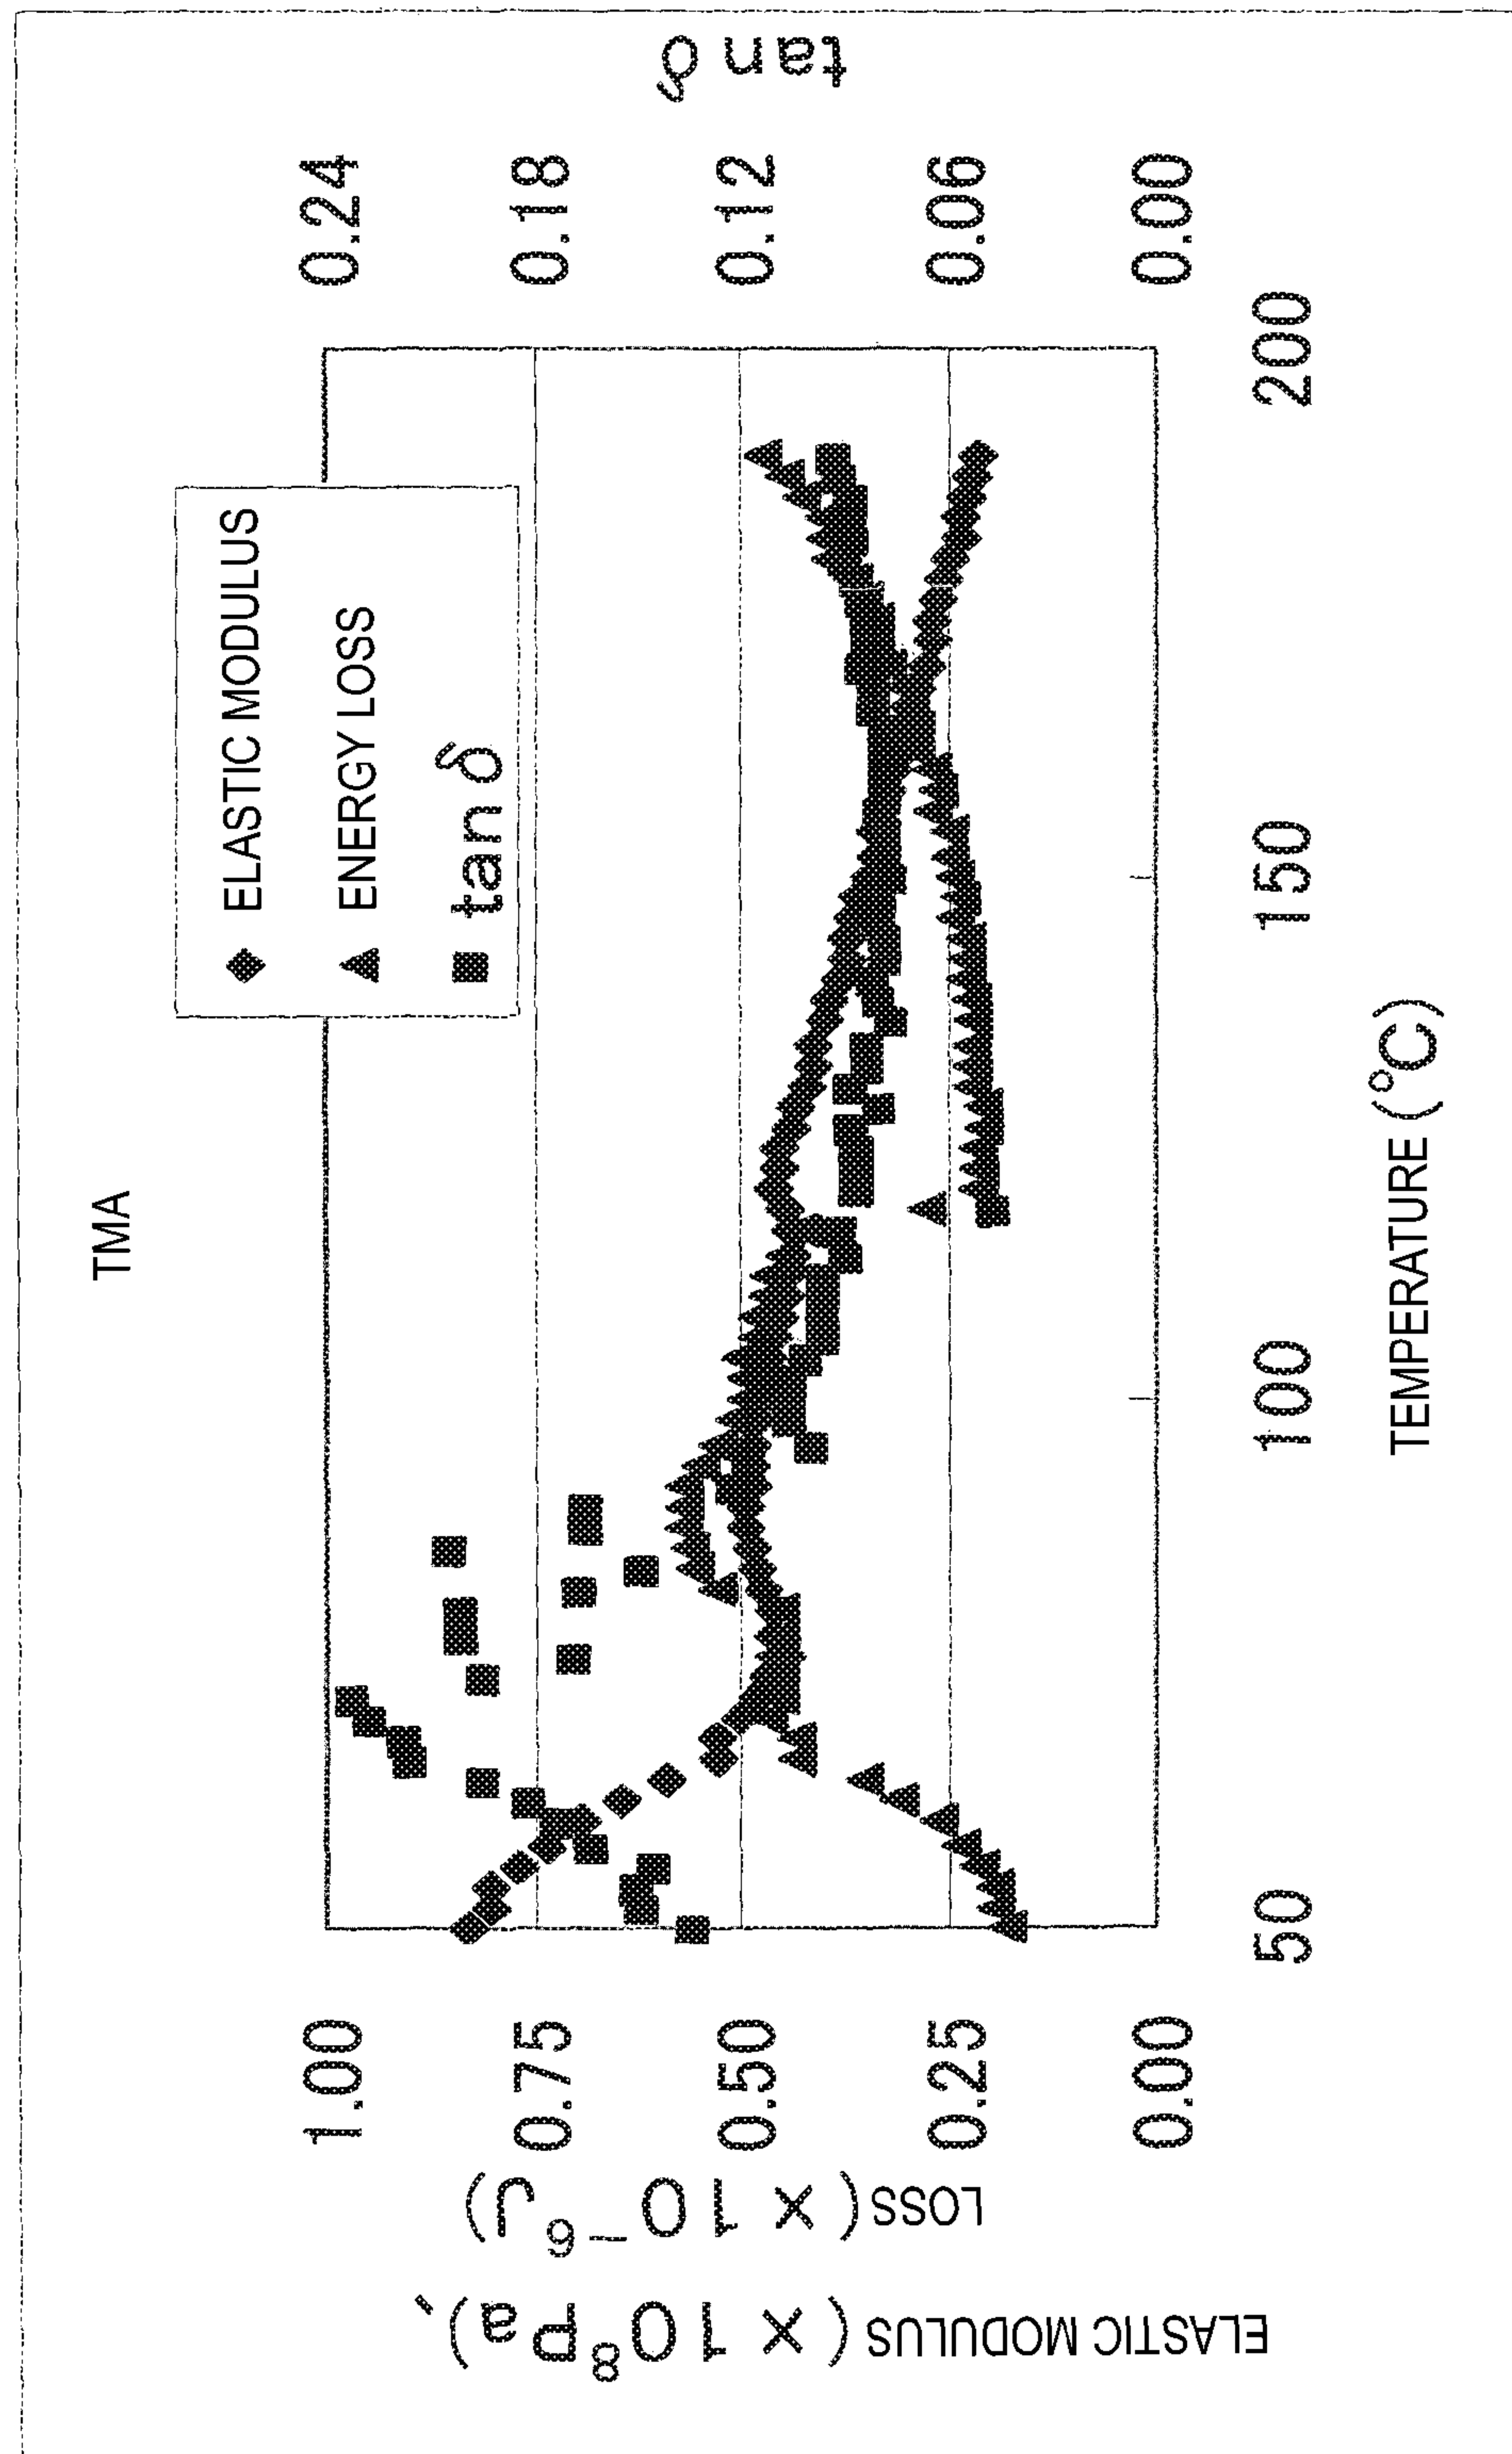 TMA
ELASTIC MODULUS
ENERGY LOSS
tan δ
ELASTIC MODULUS (×10⁸Pa),
LOSS (×10⁻⁶J)
1.00
0.75
0.50
0.25
0.00
tan δ
0.24
0.18
0.12
0.06
0.00
50
100
150
200
TEMPERATURE (°C)